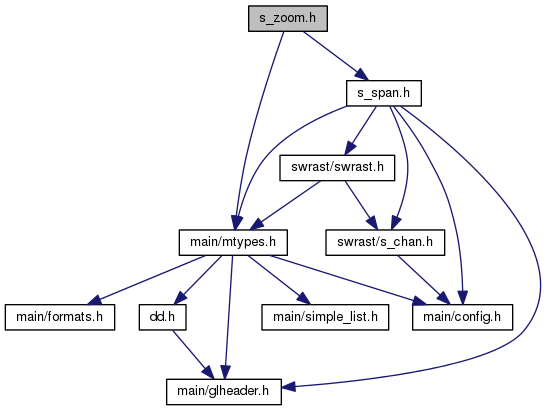 s_zoom.h
s_span.h
swrast/swrast.h
main/mtypes.h
swrast/s_chan.h
main/formats.h
dd.h
main/simple_list.h
main/config.h
main/glheader.h